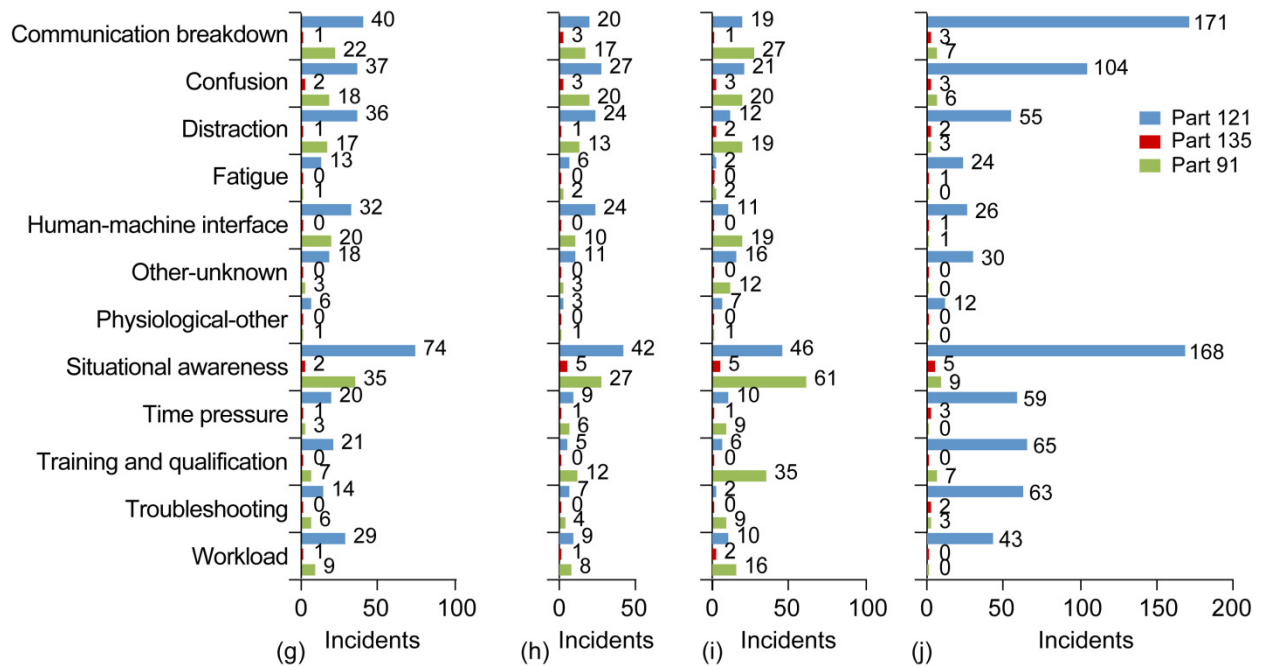 40 20 19 171
Communication breakdown 1 3 1 3
22 17 27 7
37 27 21 104
Confusion 2 3 3 3
18 20 20 6
36 24 12 55
Distraction 1 1 2 2
17 13 19 3
13 6 2 24
Fatigue 0 0 0 1
1 2 2 0
32 24 11 26
Human-machine interface 0 0 0 1
20 10 19 1
18 11 16 30
Other-unknown 0 0 0 0
3 3 12 0
6 3 7 12
Physiological-other 0 0 0 0
1 1 1 0
74 42 46 168
Situational awareness 2 5 5 5
35 27 61 9
20 9 10 59
Time pressure 1 1 1 3
3 6 9 0
21 5 6 65
Training and qualification 0 0 0 0
7 12 35 7
14 7 2 63
Troubleshooting 0 0 0 2
6 4 9 3
29 9 10 43
Workload 1 1 2 0
9 8 16 0
Part 121
Part 135
Part 91
0 50 100 0 50 0 50 100 0 50 100 150 200
(g) Incidents (h) Incidents (i) Incidents (j) Incidents